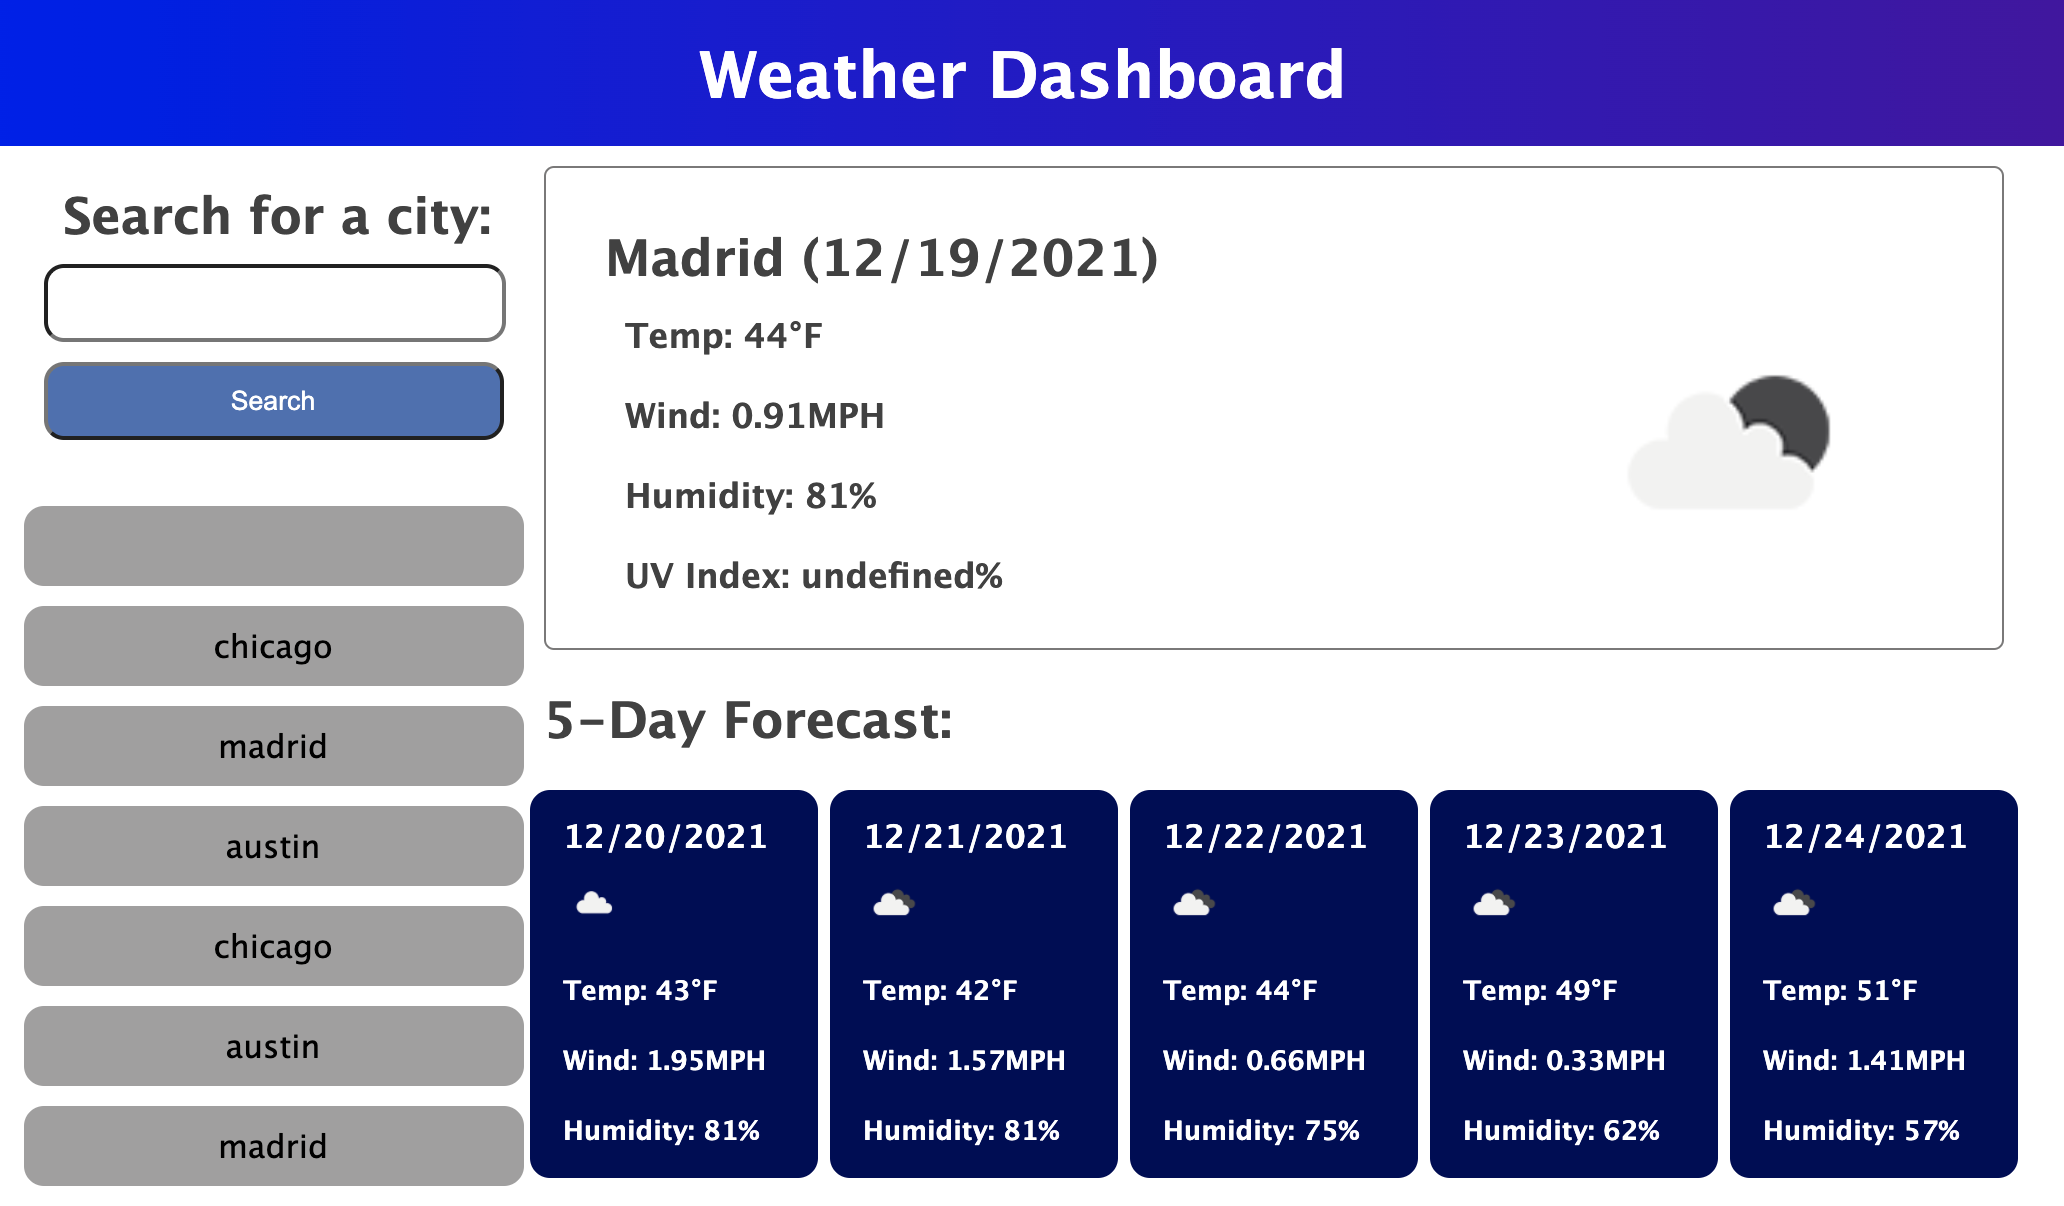 Weather Dashboard
Search for a city:
Search
chicago
madrid
austin
chicago
austin
madrid
Madrid (12/19/2021)
Temp: 44°F
Wind: 0.91MPH
Humidity: 81%
UV Index: undefined%
5-Day Forecast:
12/20/2021
Temp: 43°F
Wind: 1.95MPH
Humidity: 81%
12/21/2021
Temp: 42°F
Wind: 1.57MPH
Humidity: 81%
12/22/2021
Temp: 44°F
Wind: 0.66MPH
Humidity: 75%
12/23/2021
Temp: 49°F
Wind: 0.33MPH
Humidity: 62%
12/24/2021
Temp: 51°F
Wind: 1.41MPH
Humidity: 57%